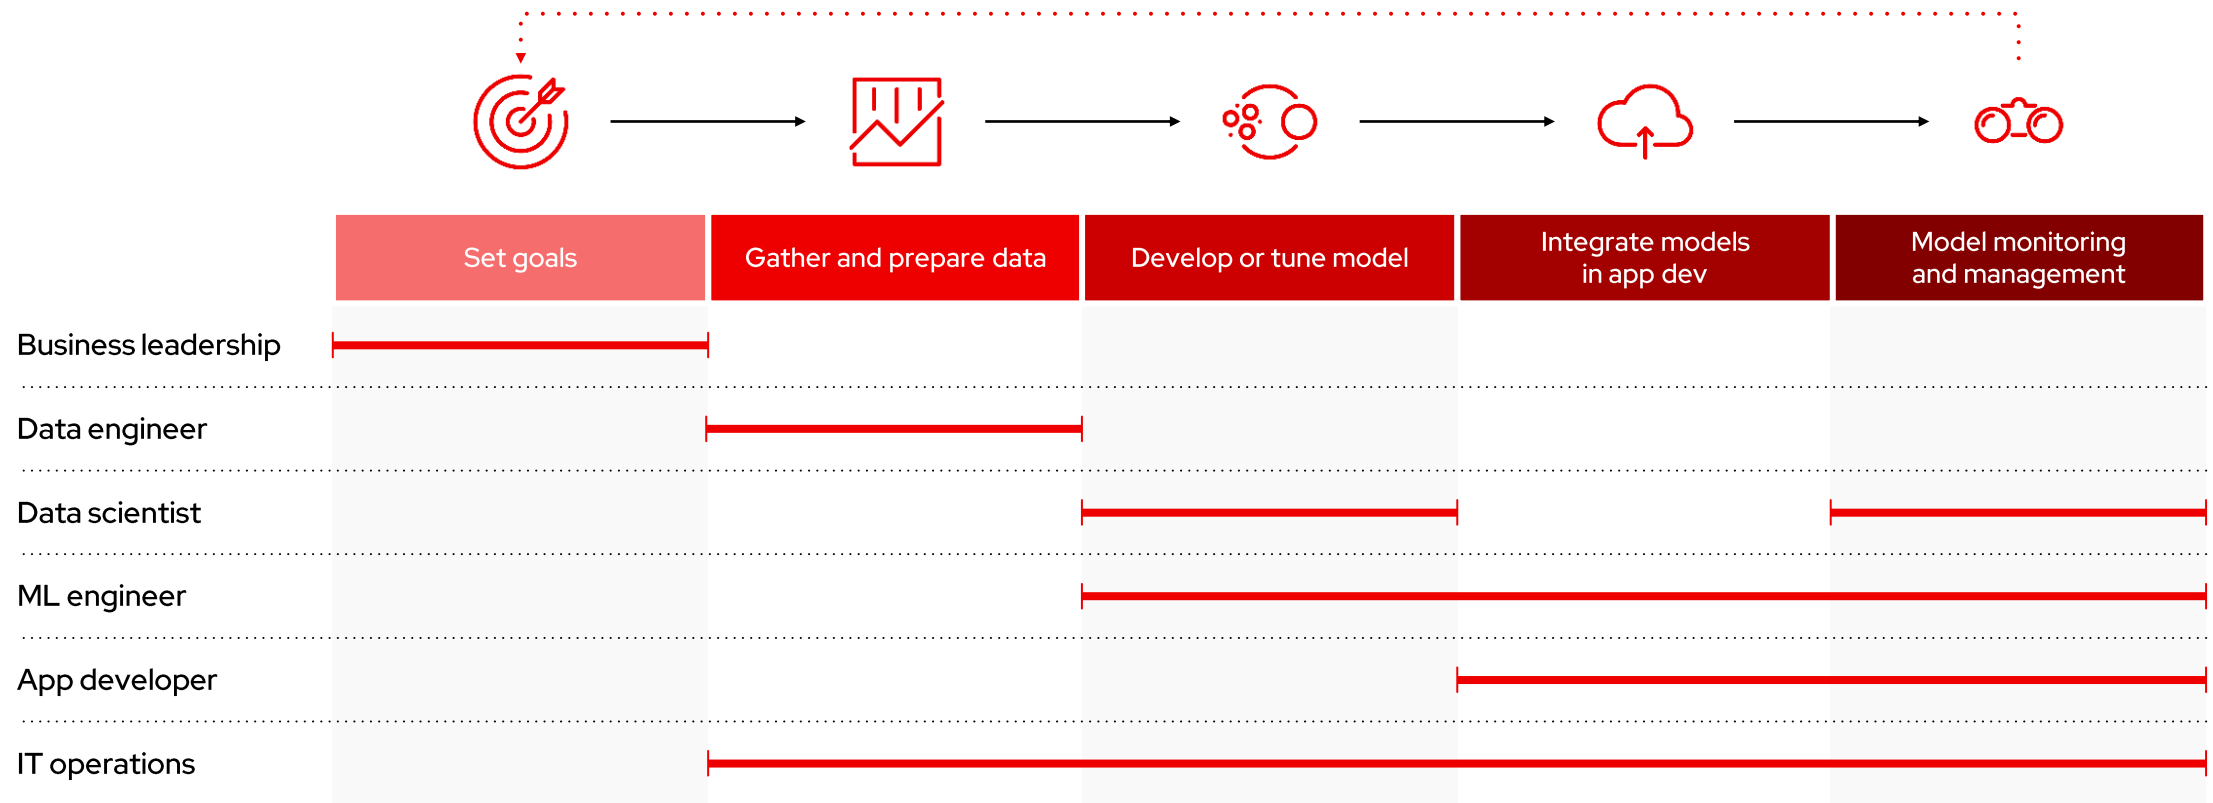 Set goals
Gather and prepare data
Develop or tune model
Integrate models
in app dev
Model monitoring
and management
Business leadership
Data engineer
Data scientist
ML engineer
App developer
IT operations